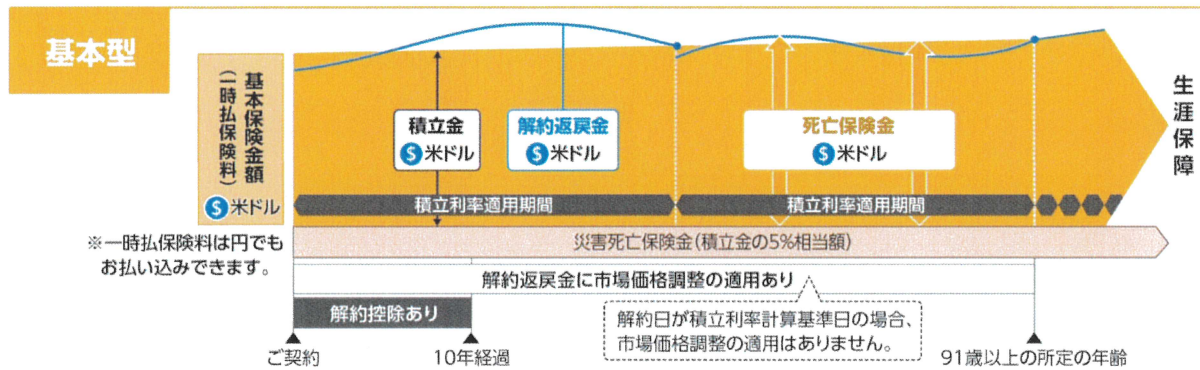 基本型
基本保険金額
(一時払保険料)
$米ドル
※一時払保険料は円でも
お払い込みできます。
積立金
$米ドル
解約返戻金
$米ドル
死亡保険金
$米ドル
生涯保障
積立利率適用期間
積立利率適用期間
災害死亡保険金(積立金の5%相当額)
解約返戻金に市場価格調整の適用あり
解約控除あり
解約日が積立利率計算基準日の場合、
市場価格調整の適用はありません。
ご契約
10年経過
91歳以上の所定の年齢